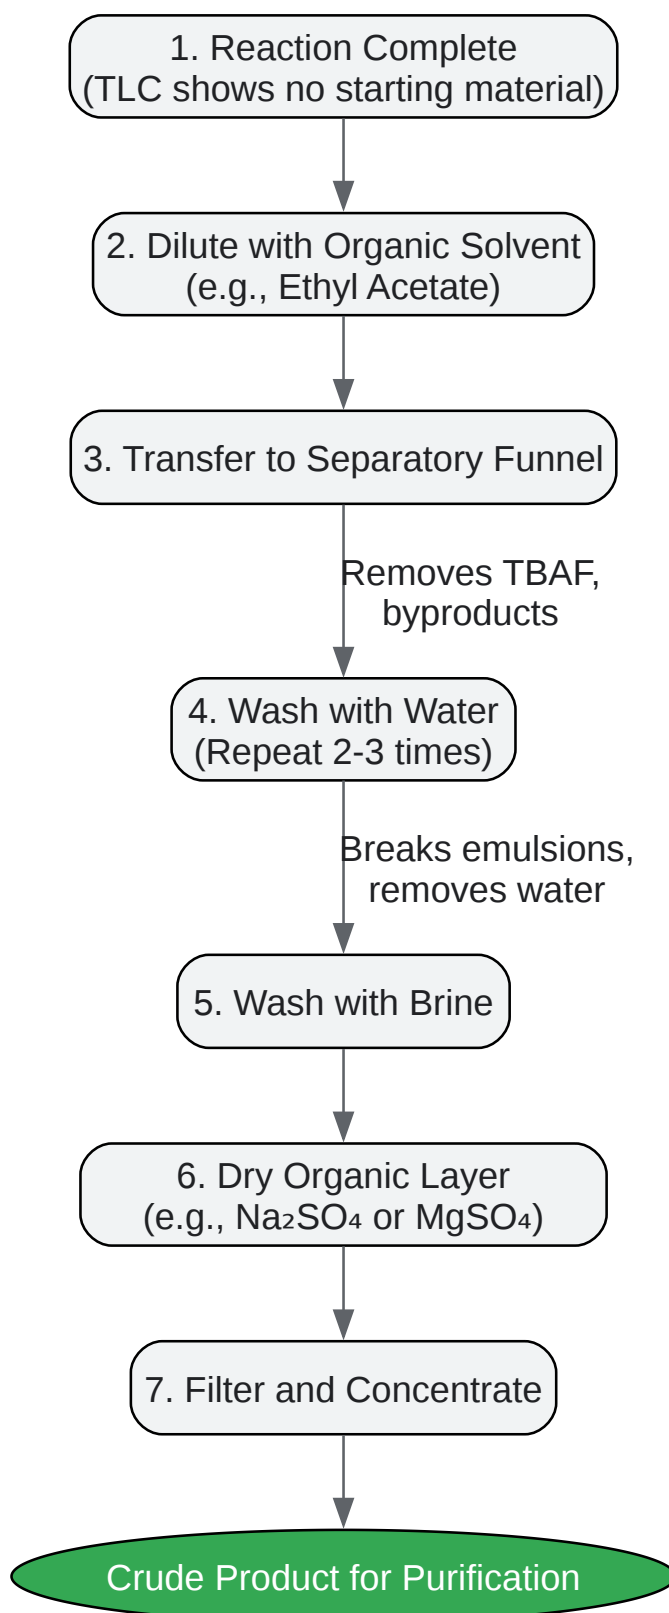 1. Reaction Complete
(TLC shows no starting material)
2. Dilute with Organic Solvent
(e.g., Ethyl Acetate)
3. Transfer to Separatory Funnel
Removes TBAF,
byproducts
4. Wash with Water
(Repeat 2-3 times)
Breaks emulsions,
removes water
5. Wash with Brine
6. Dry Organic Layer
(e.g., Na₂SO₄ or MgSO₄)
7. Filter and Concentrate
Crude Product for Purification